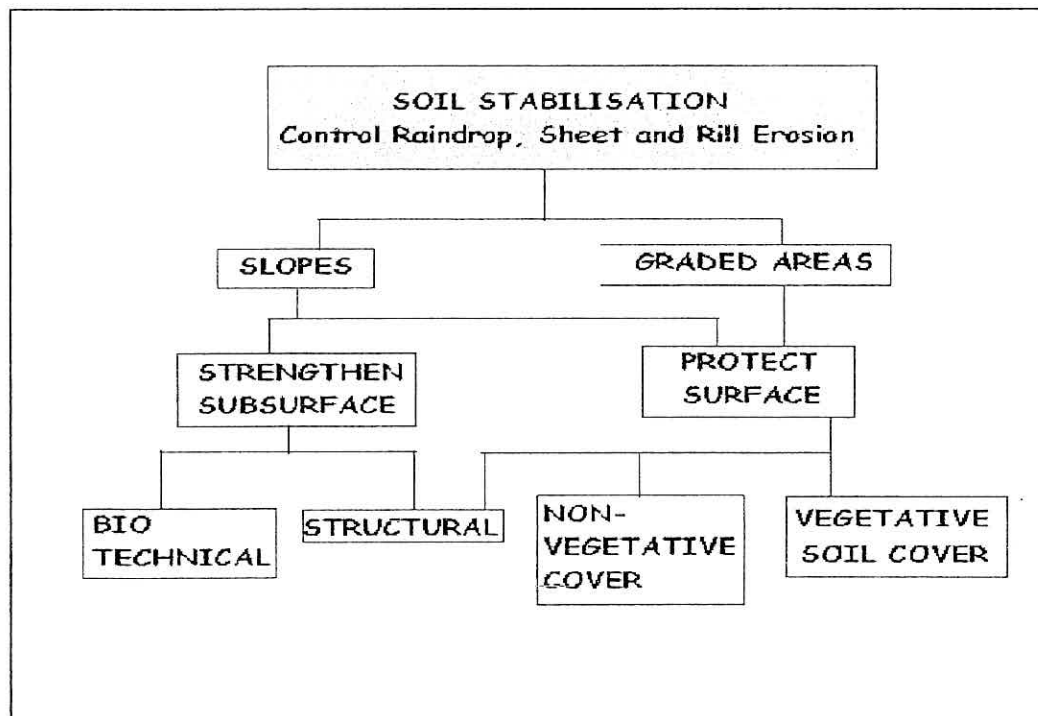 SOIL STABILISATION
Control Raindrop, Sheet and Rill Erosion
SLOPES
GRADED AREAS
STRENGTHEN
SUBSURFACE
PROTECT
SURFACE
BIO
TECHNICAL
STRUCTURAL
NON-
VEGETATIVE
COVER
VEGETATIVE
SOIL COVER